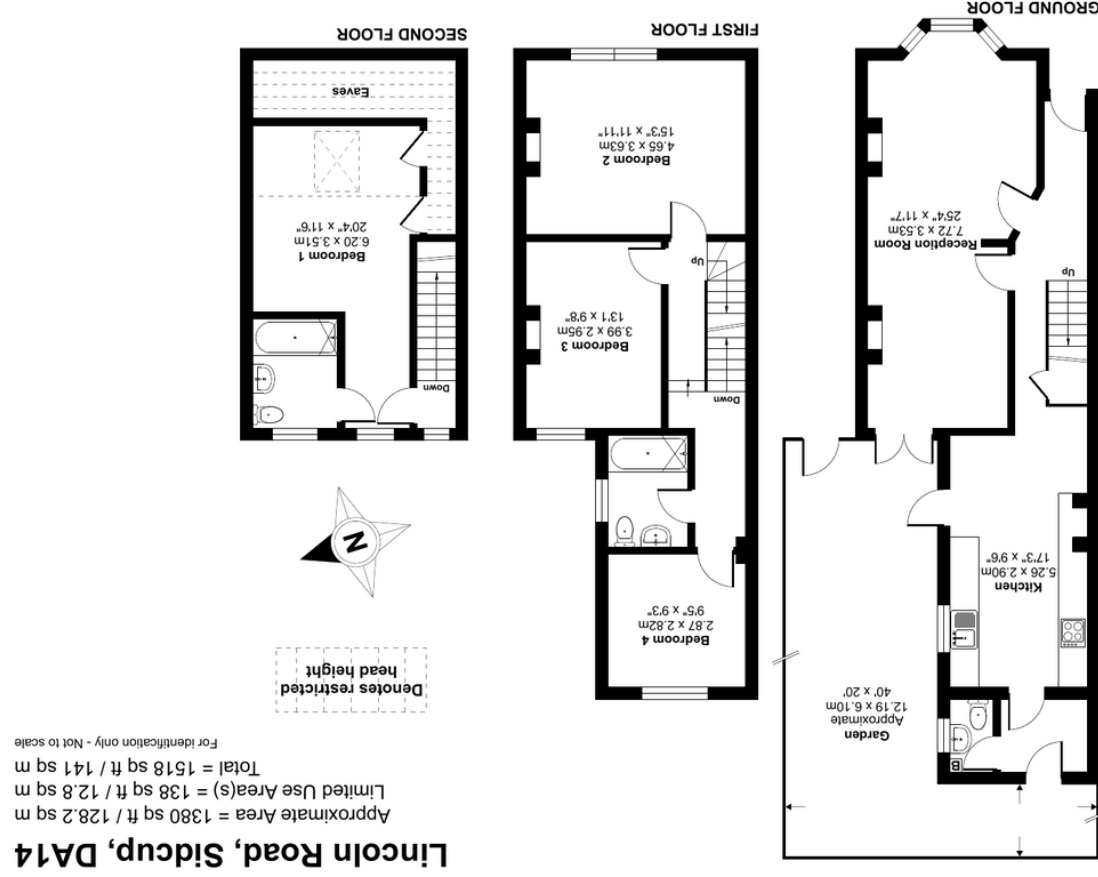 Lincoln Road, Sidcup, DA14
Approximate Area = 1380 sq ft / 128.2 sq m
Limited Use Area(s) = 138 sq ft / 12.8 sq m
Total = 1518 sq ft / 141 sq m
For identification only - Not to scale
Denotes restricted
head height
N
Garden
Approximate
12.19 x 6.10m
40' x 20'
B
Kitchen
5.26 x 2.90m
17'3" x 9'6"
Up
Reception Room
7.72 x 3.53m
25'4" x 11'7"
GROUND FLOOR
Bedroom 4
2.87 x 2.82m
9'5" x 9'3"
Down
Bedroom 3
3.99 x 2.95m
13'1 x 9'8"
Up
Bedroom 2
4.65 x 3.63m
15'3" x 11'11"
FIRST FLOOR
Down
Bedroom 1
6.20 x 3.51m
20'4" x 11'6"
Eaves
SECOND FLOOR